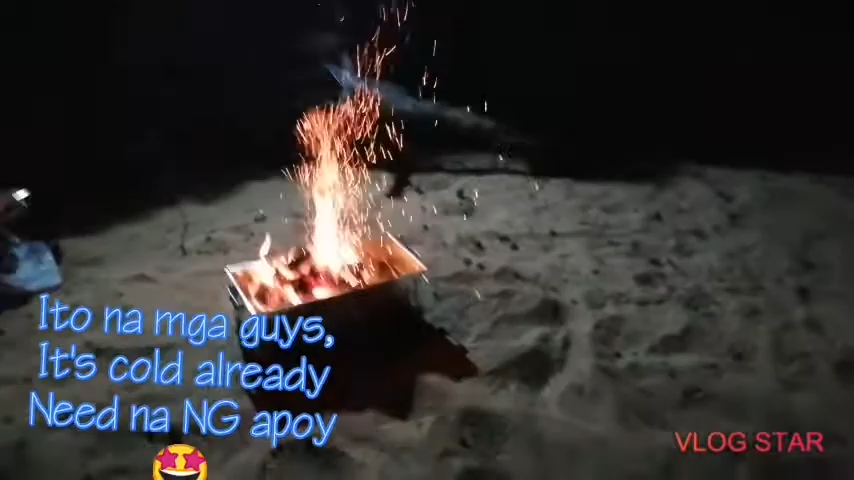 Ito na mga guys,
It's cold already
Need na NG apoy
VLOG STAR